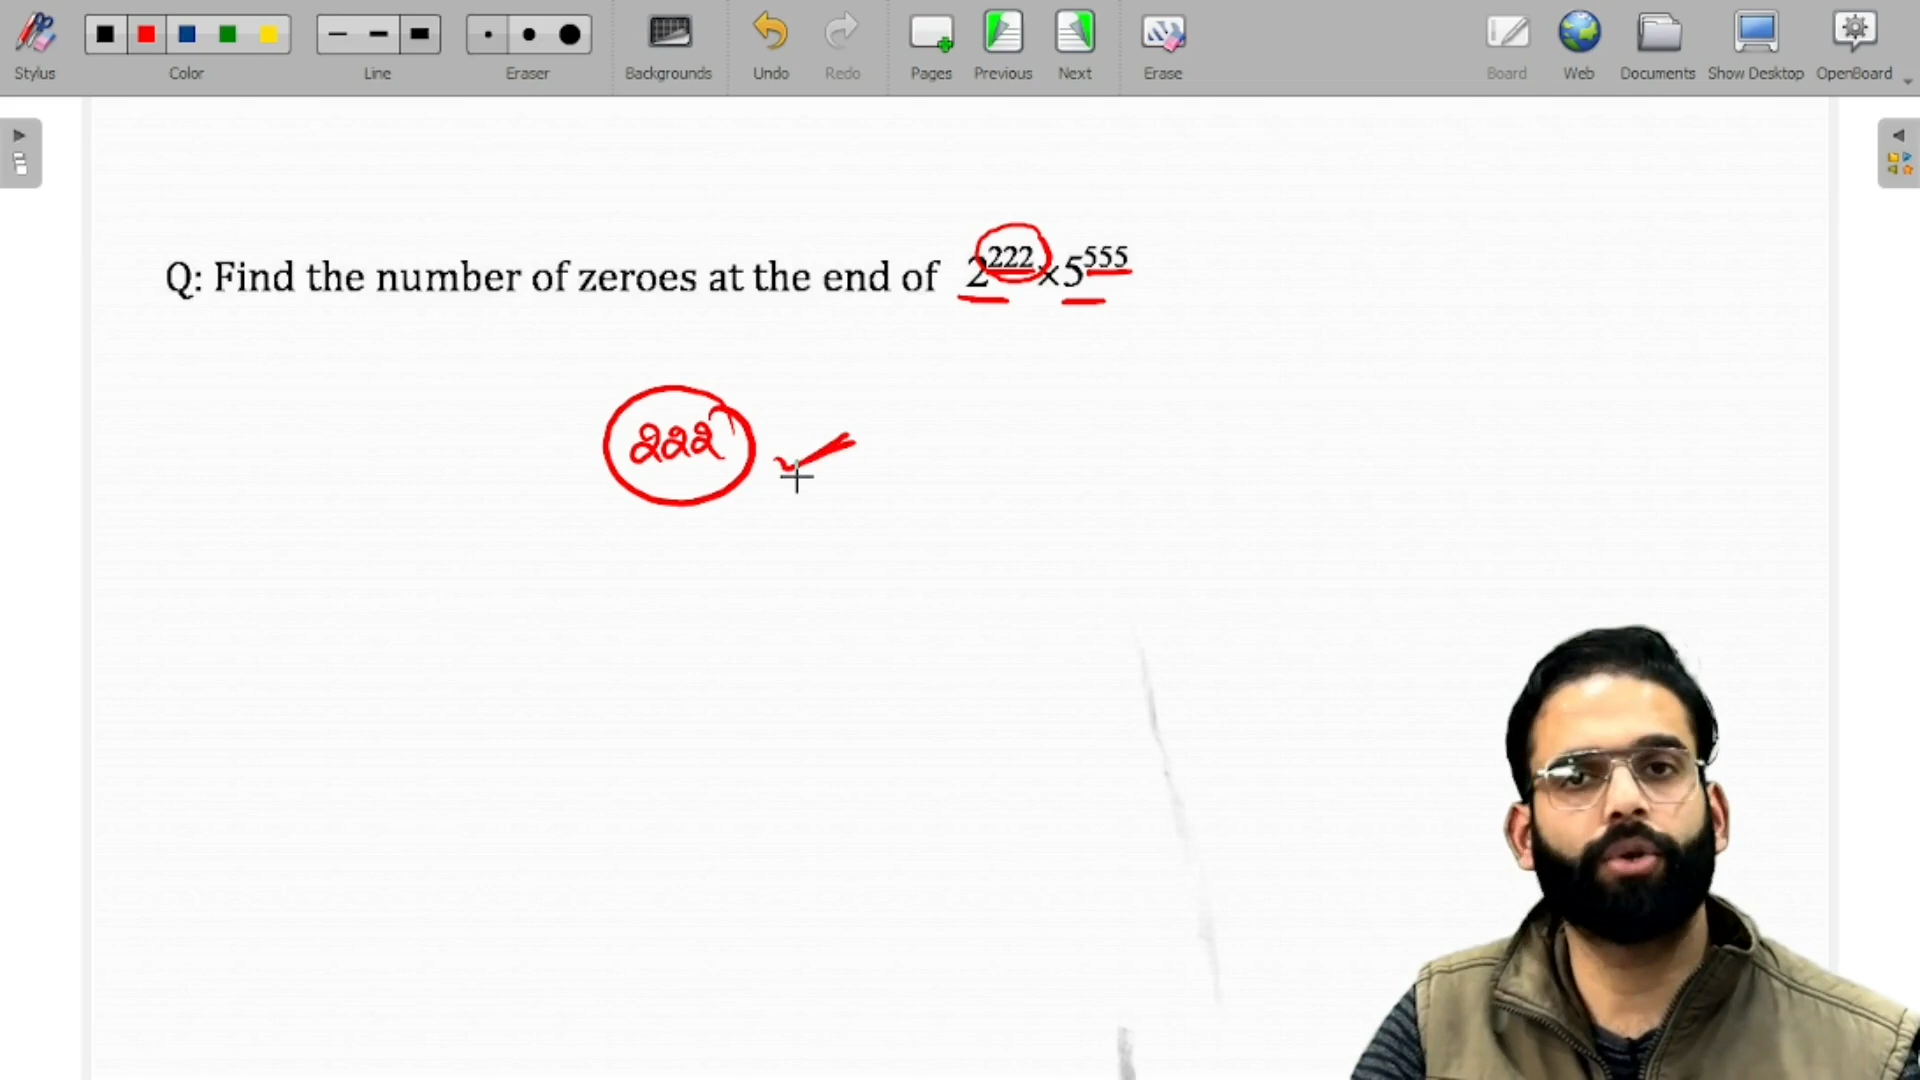 Stylus Color Line Eraser Backgrounds Undo Redo Pages Previous Next Erase Board Web Documents Show Desktop OpenBoard
Q: Find the number of zeroes at the end of 2²²²×5⁵⁵⁵
222